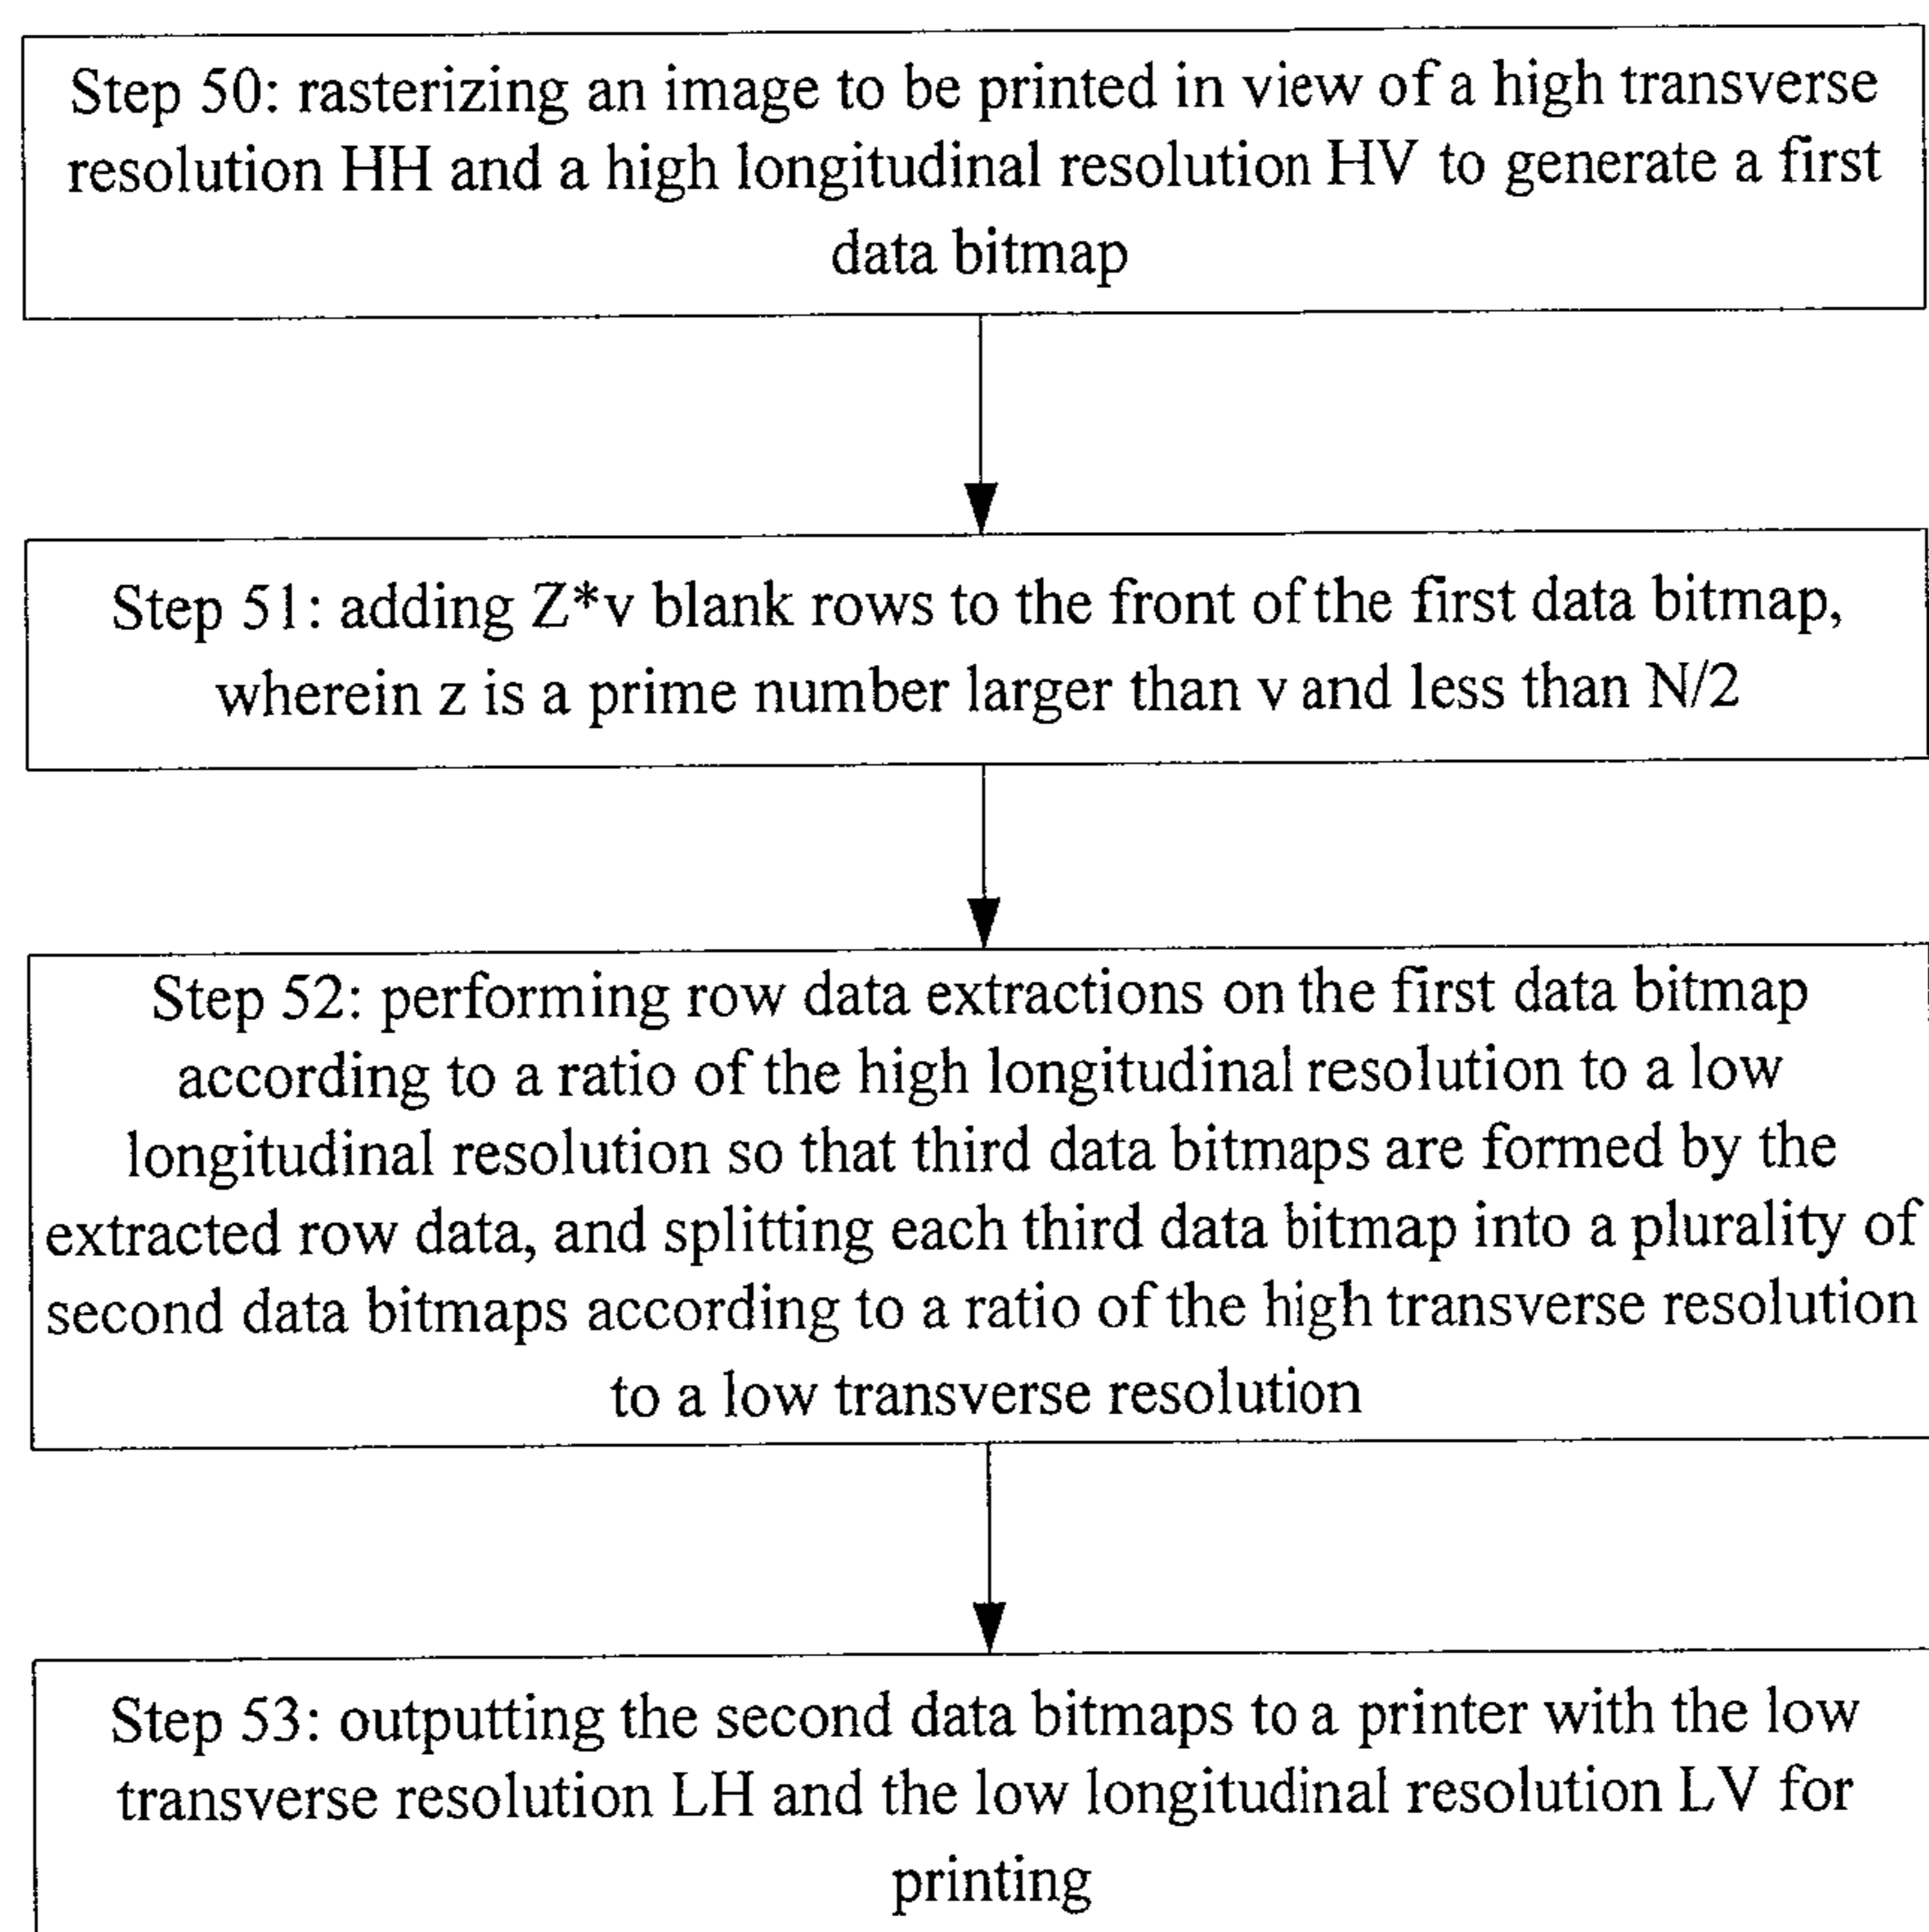 Step 50: rasterizing an image to be printed in view of a high transverse
resolution HH and a high longitudinal resolution HV to generate a first
data bitmap
Step 51: adding Z*v blank rows to the front of the first data bitmap,
wherein z is a prime number larger than v and less than N/2
Step 52: performing row data extractions on the first data bitmap
according to a ratio of the high longitudinal resolution to a low
longitudinal resolution so that third data bitmaps are formed by the
extracted row data, and splitting each third data bitmap into a plurality of
second data bitmaps according to a ratio of the high transverse resolution
to a low transverse resolution
Step 53: outputting the second data bitmaps to a printer with the low
transverse resolution LH and the low longitudinal resolution LV for
printing